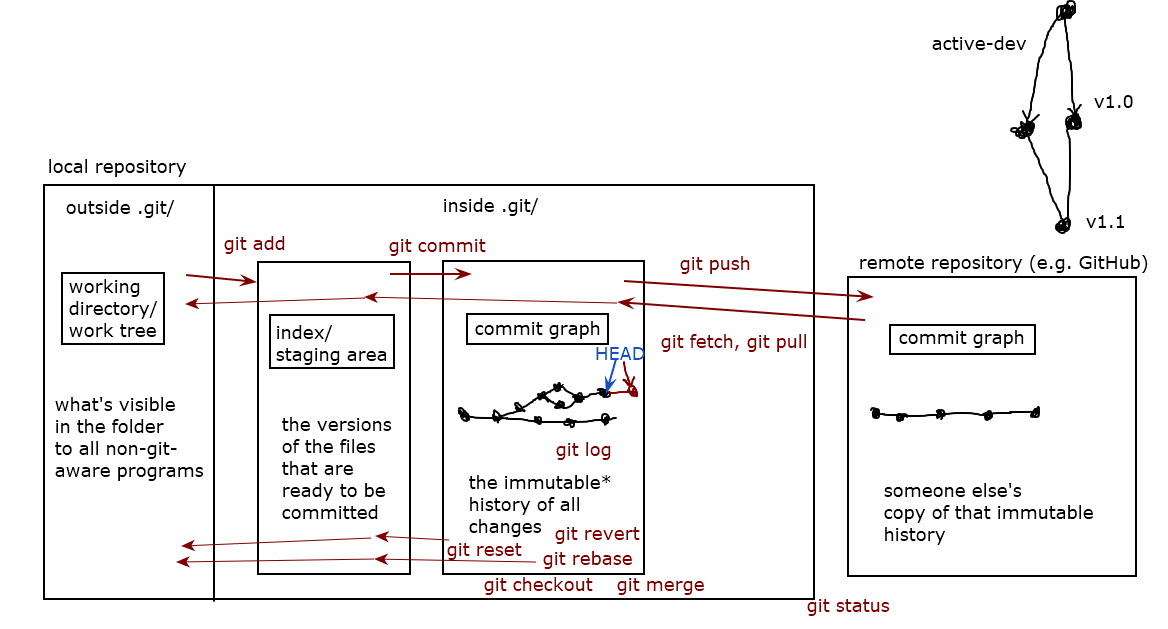 active-dev
v1.0
v1.1
local repository
outside .git/
inside .git/
git add
git commit
git push
remote repository (e.g. GitHub)
working
directory/
work tree
index/
staging area
commit graph
commit graph
git fetch, git pull
HEAD
what's visible
in the folder
to all non-git-
aware programs
the versions
of the files
that are
ready to be
committed
git log
the immutable*
history of all
changes
someone else's
copy of that immutable
history
git revert
git reset
git rebase
git checkout
git merge
git status